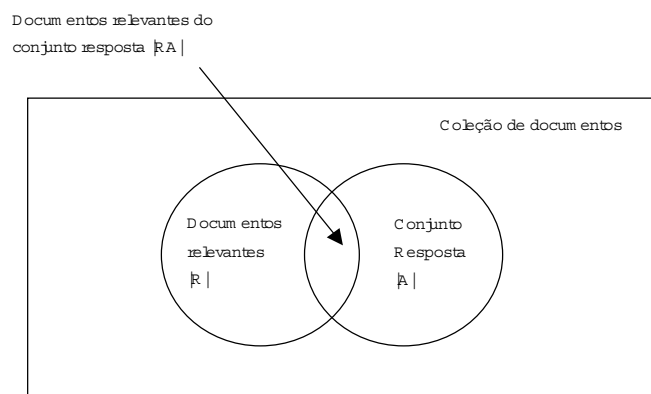 Documentos relevantes do
conjunto resposta |RA|
Coleção de documentos
Documentos
relevantes
|R|
Conjunto
Resposta
|A|